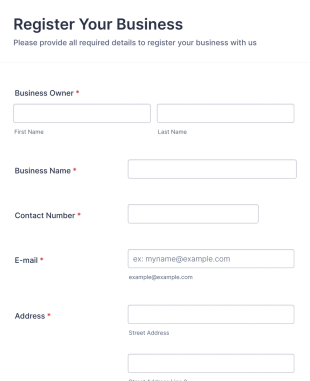 Register Your Business
Please provide all required details to register your business with us
Business Owner *
First Name
Last Name
Business Name *
Contact Number *
E-mail *
ex: myname@example.com
example@example.com
Address *
Street Address